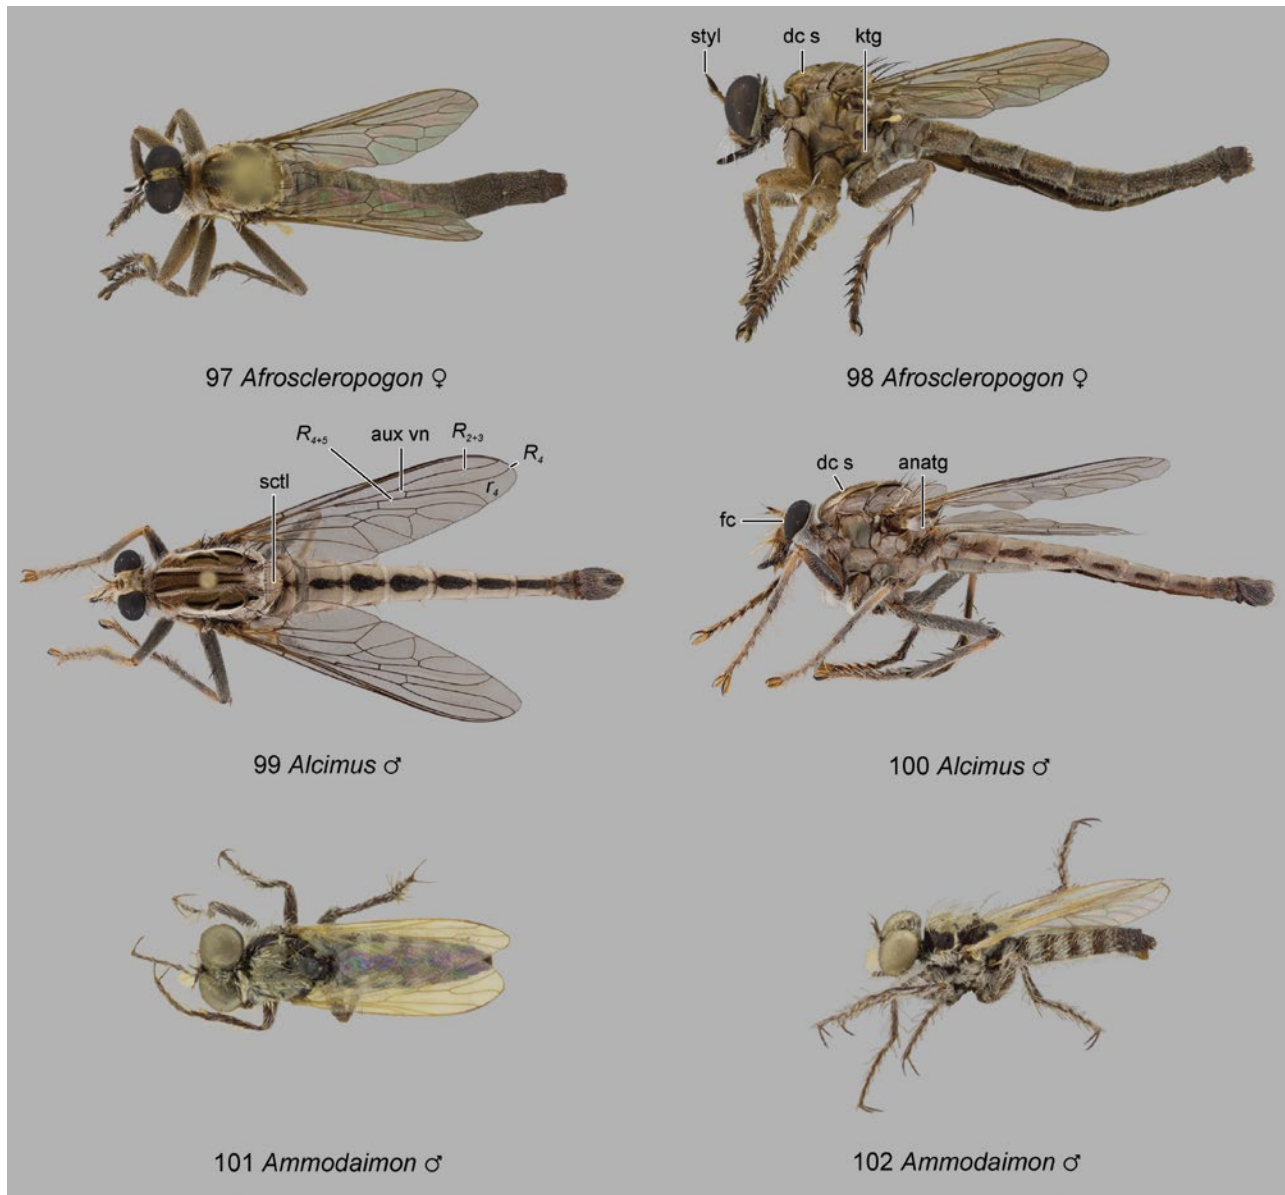 styl dc s ktg
97 Afroscleropogon ♀
98 Afroscleropogon ♀
R4+5 aux vn R2+3 R4
sctl r4
dc s anatg
fc
99 Alcimus ♂
100 Alcimus ♂
101 Ammodaimon ♂
102 Ammodaimon ♂